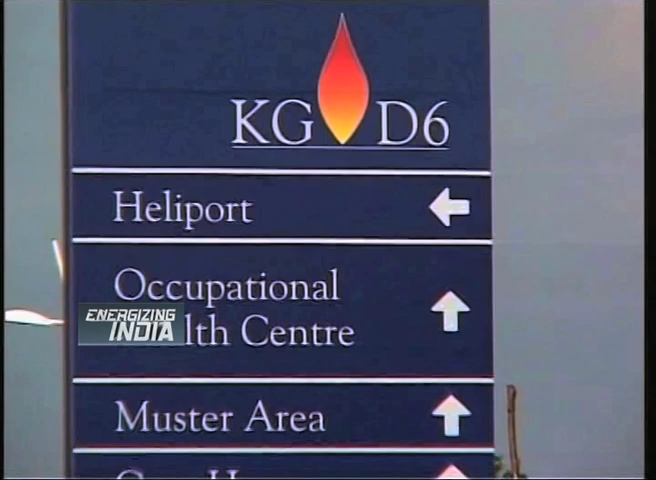 KG D6
Heliport
Occupational
lth Centre
ENERGIZING
INDIA
Muster Area